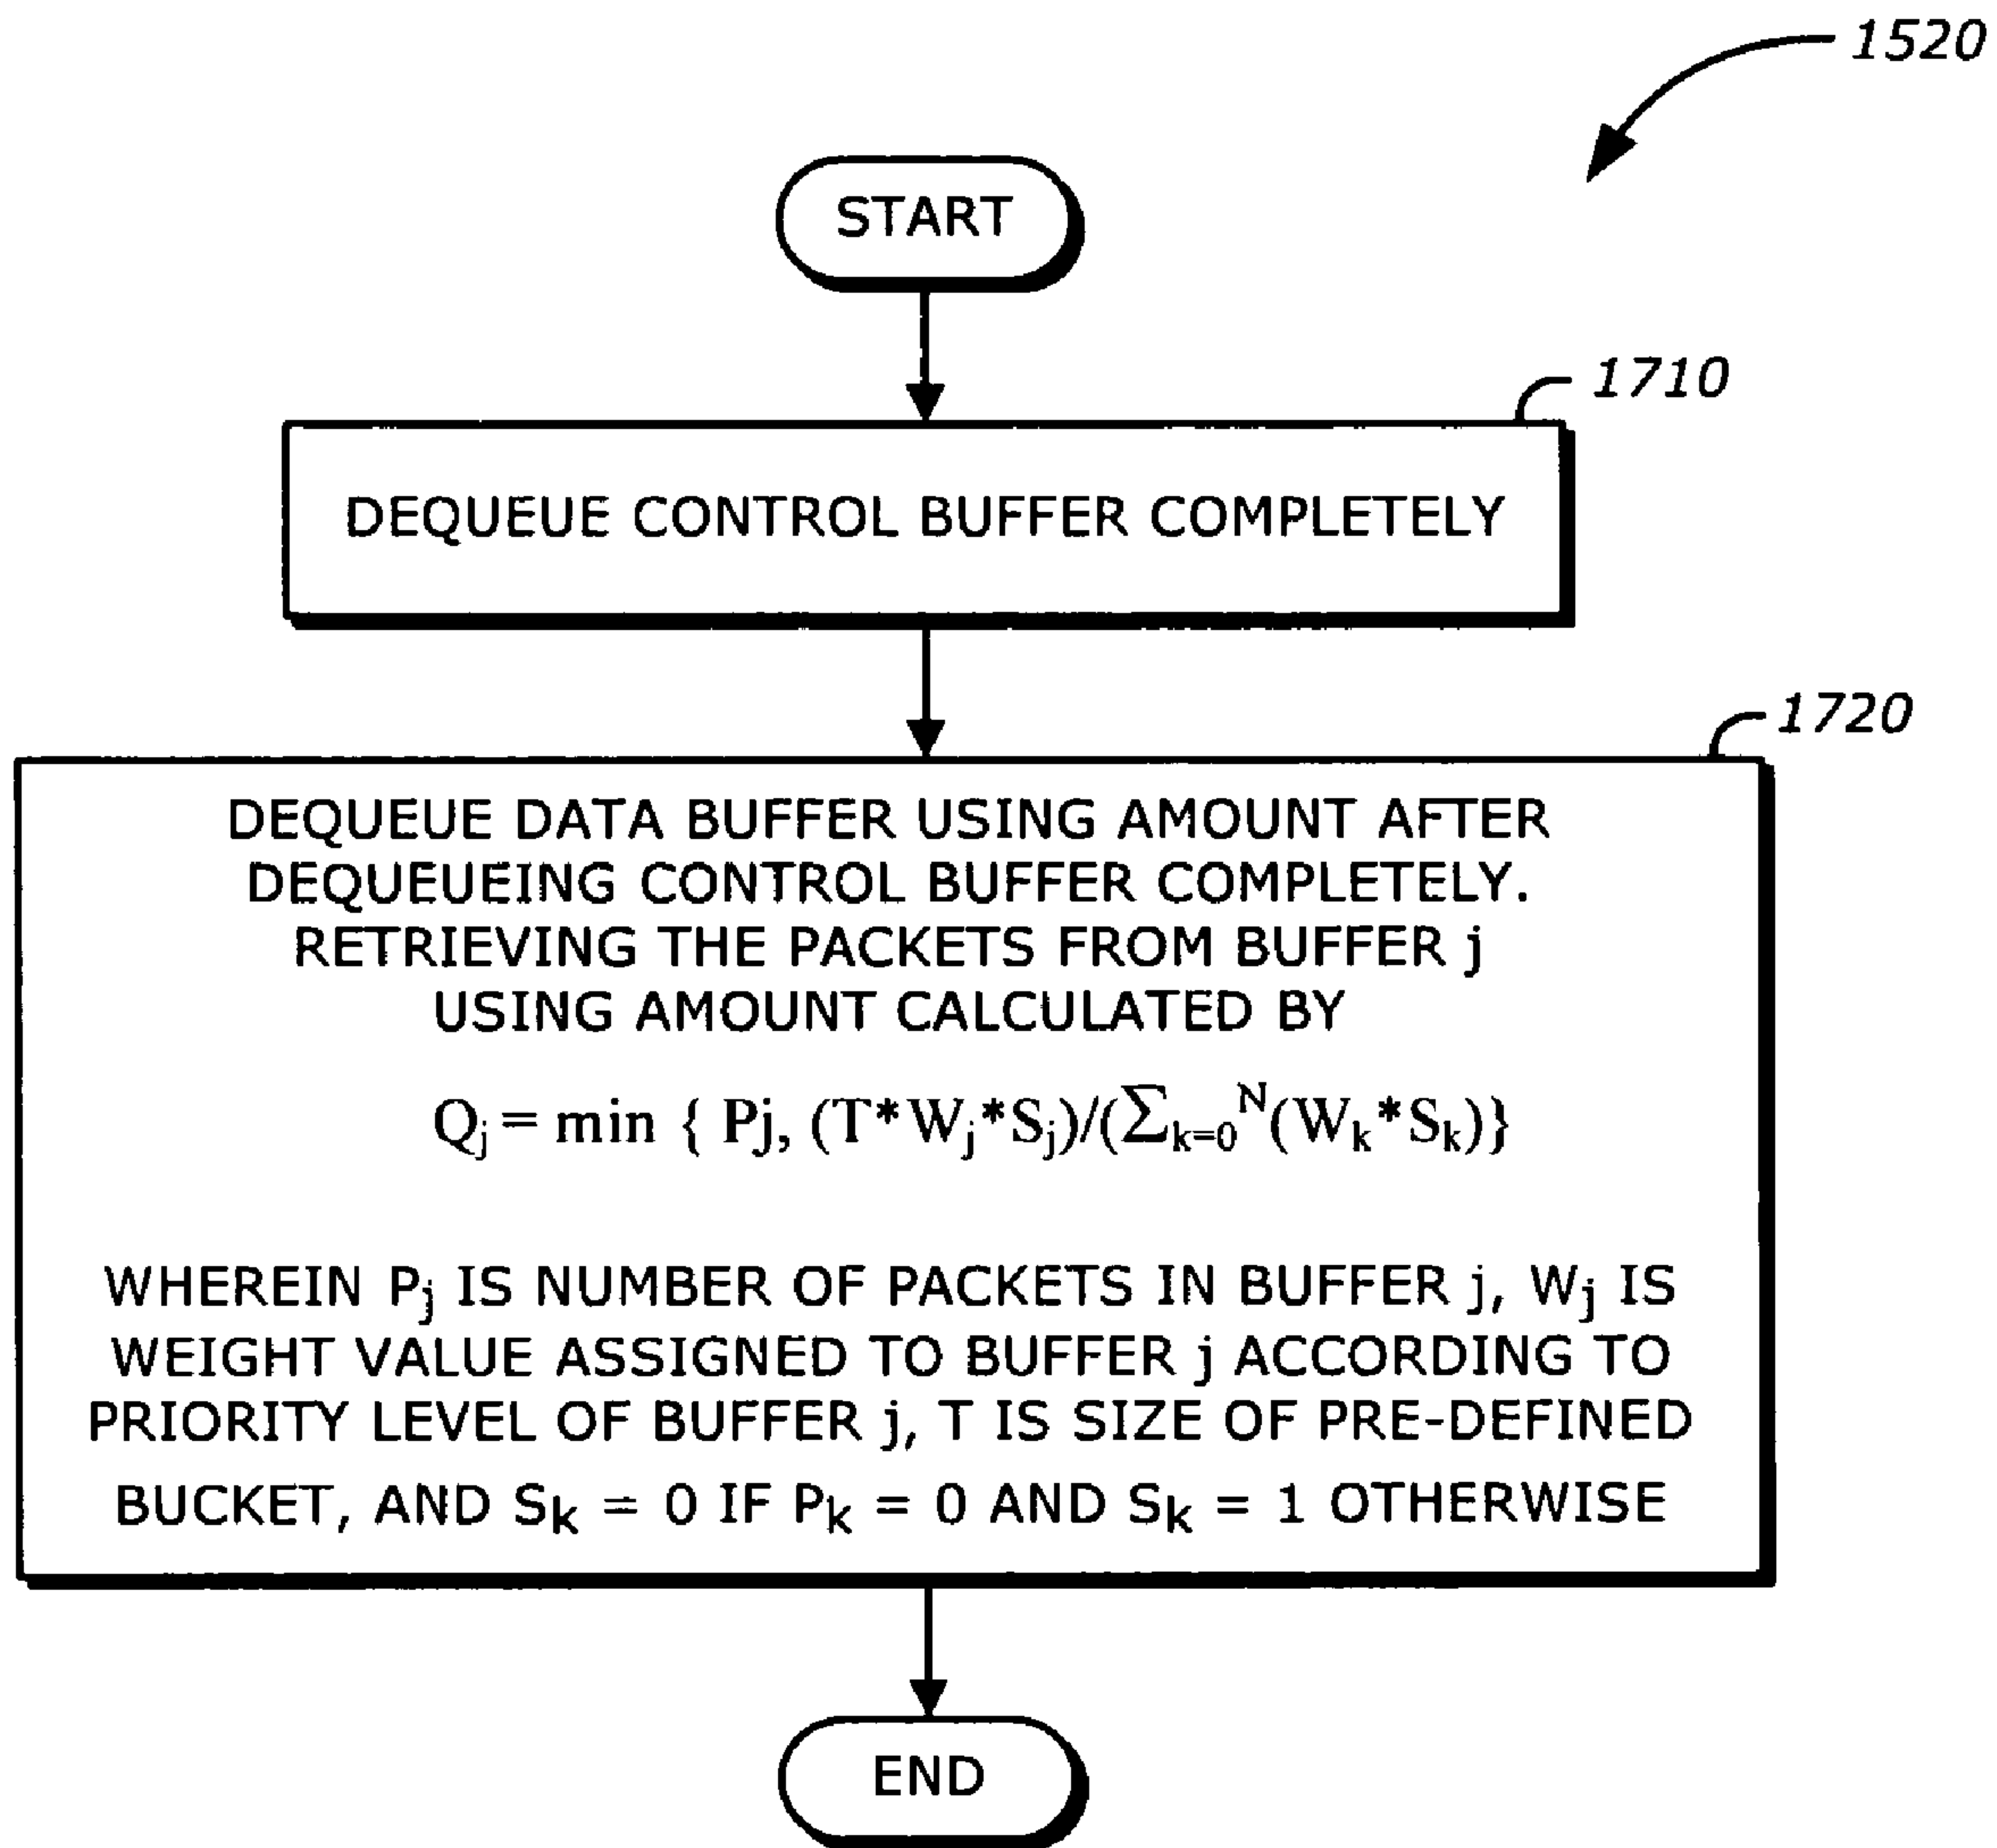 1520
START
1710
DEQUEUE CONTROL BUFFER COMPLETELY
1720
DEQUEUE DATA BUFFER USING AMOUNT AFTER
DEQUEUEING CONTROL BUFFER COMPLETELY.
RETRIEVING THE PACKETS FROM BUFFER j
USING AMOUNT CALCULATED BY
Qj = min { Pj, (T*Wj*Sj)/(∑k=0N(Wk*Sk)}
WHEREIN Pj IS NUMBER OF PACKETS IN BUFFER j, Wj IS
WEIGHT VALUE ASSIGNED TO BUFFER j ACCORDING TO
PRIORITY LEVEL OF BUFFER j, T IS SIZE OF PRE-DEFINED
BUCKET, AND Sk = 0 IF Pk = 0 AND Sk = 1 OTHERWISE
END